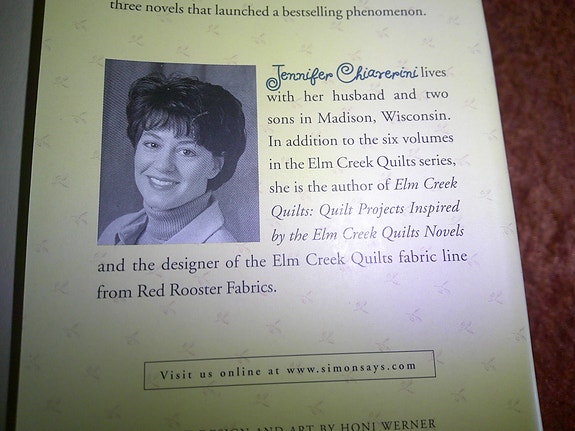 three novels that launched a bestselling phenomenon.
Jennifer Chiaverini lives
with her husband and two
sons in Madison, Wisconsin.
In addition to the six volumes
in the Elm Creek Quilts series,
she is the author of Elm Creek
Quilts: Quilt Projects Inspired
by the Elm Creek Quilts Novels
and the designer of the Elm Creek Quilts fabric line
from Red Rooster Fabrics.
Visit us online at www.simonsays.com
DESIGN AND ART BY HONI WERNER